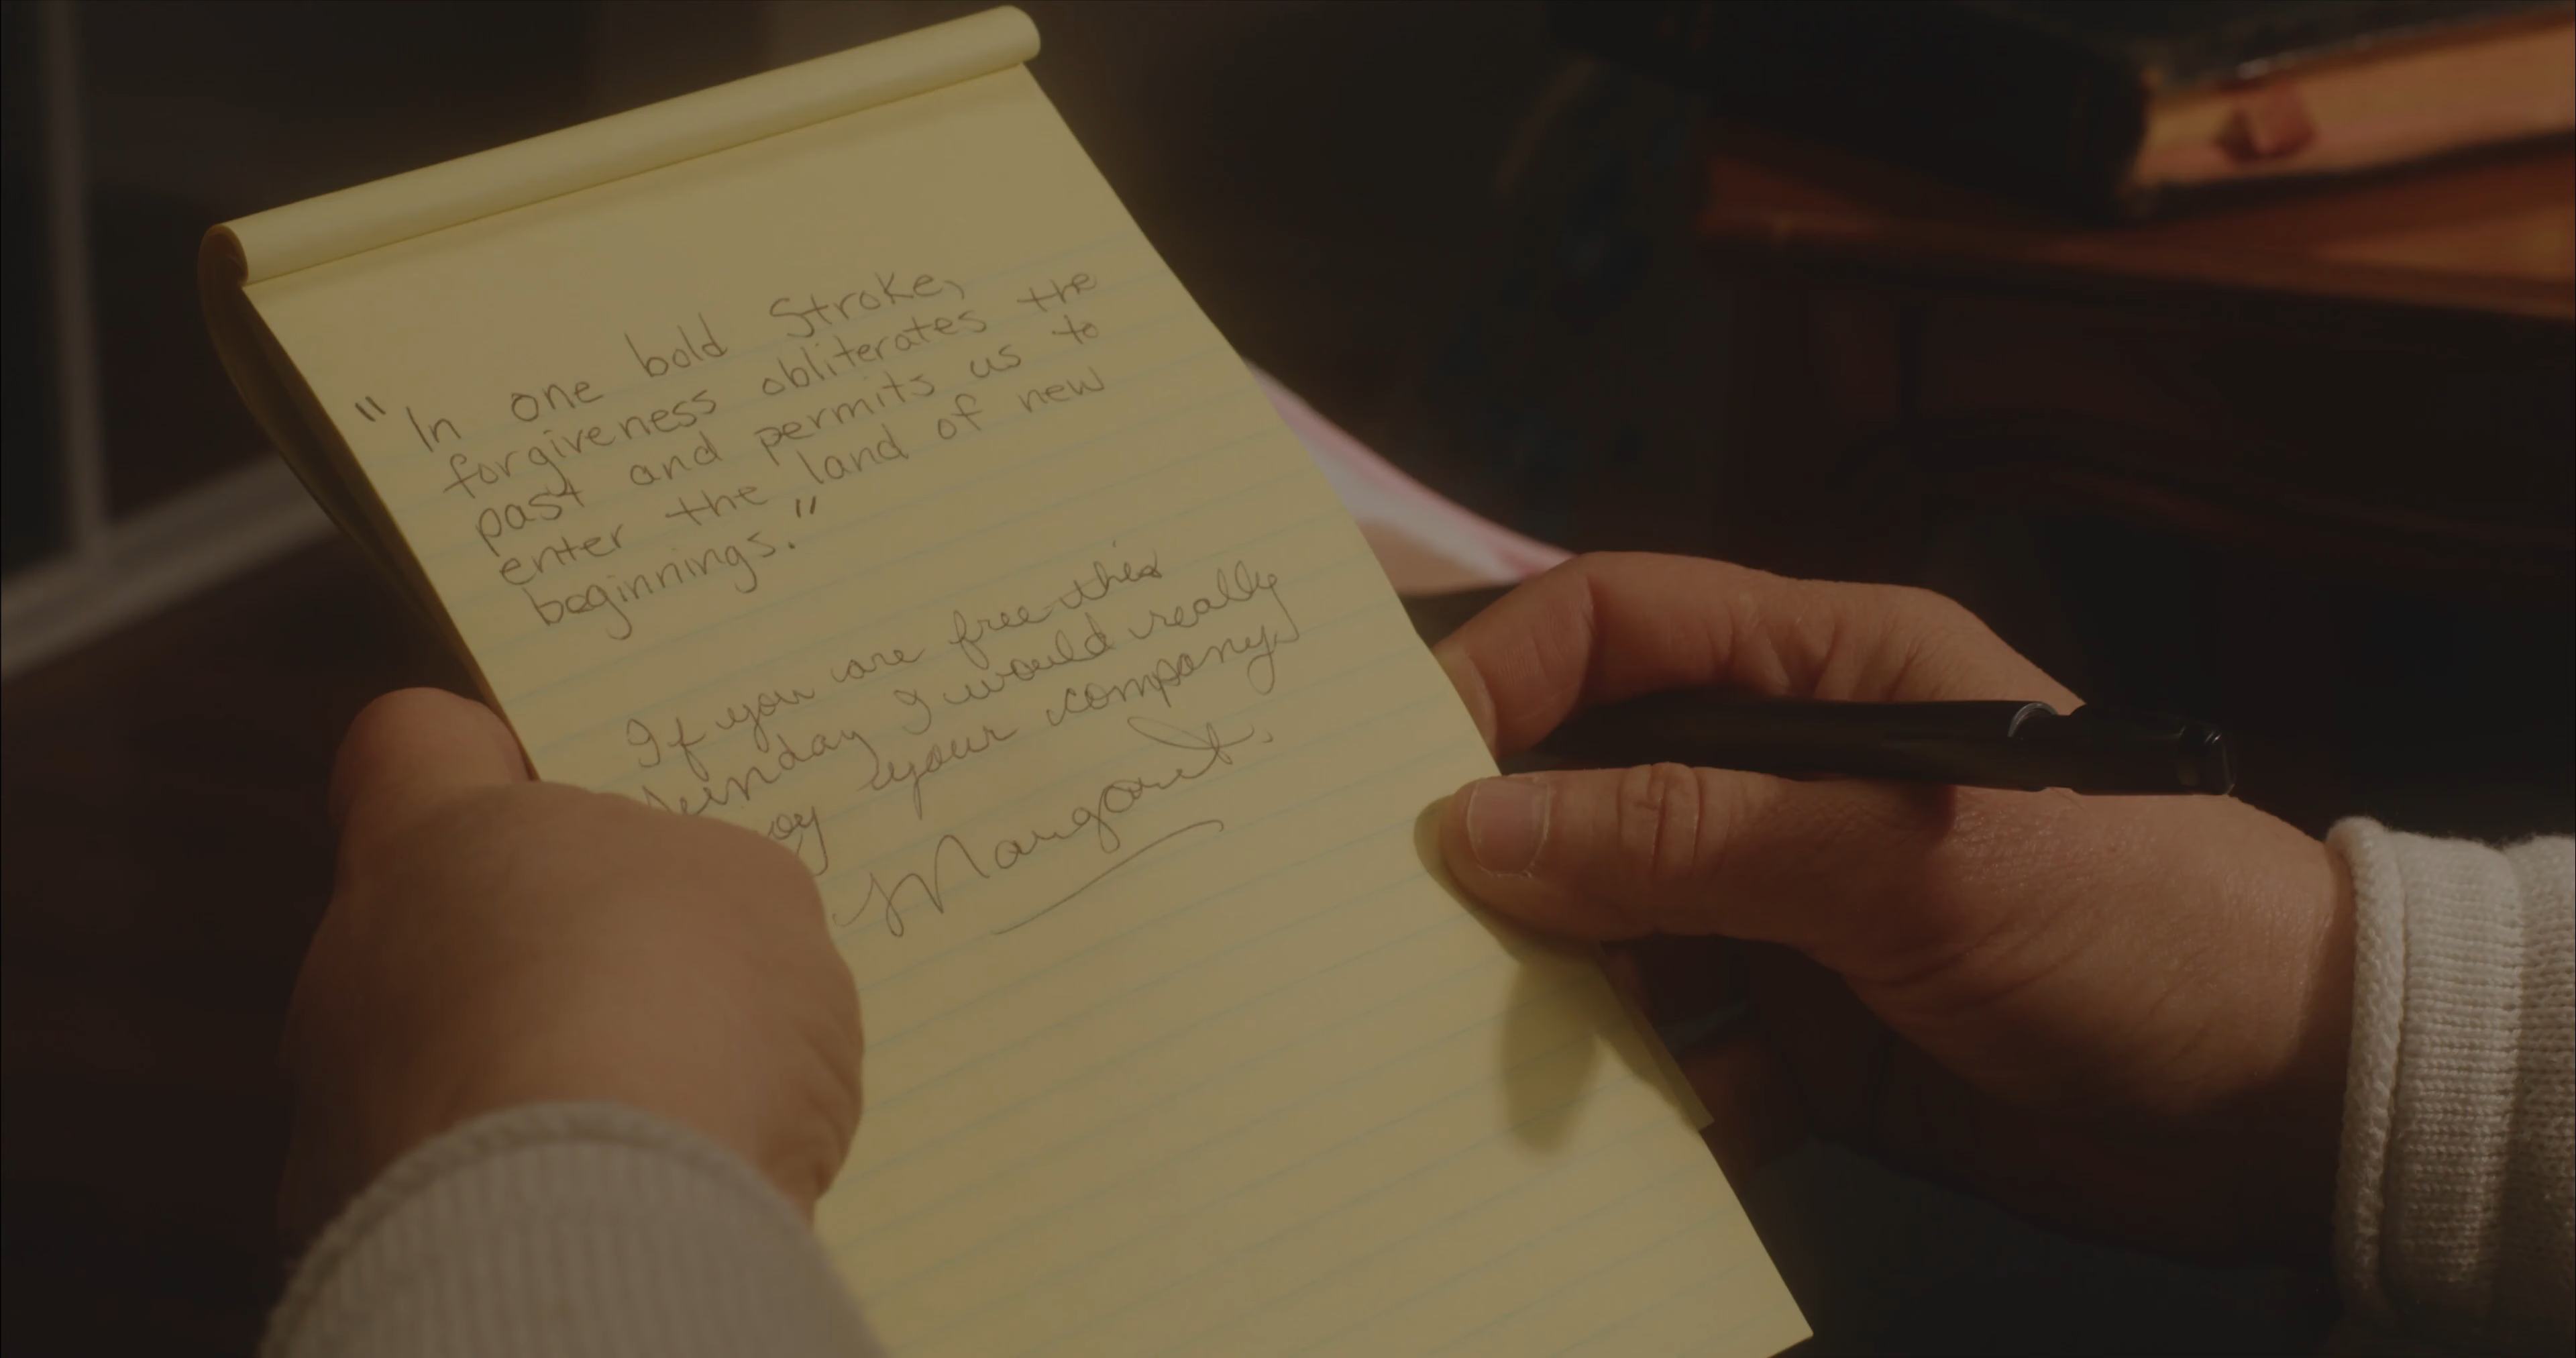 "In one bold Stroke,
forgiveness obliterates the
past and permits us to
enter the land of new
beginnings."
If you are free this
Sunday I would really
oy your company.
Margaret.